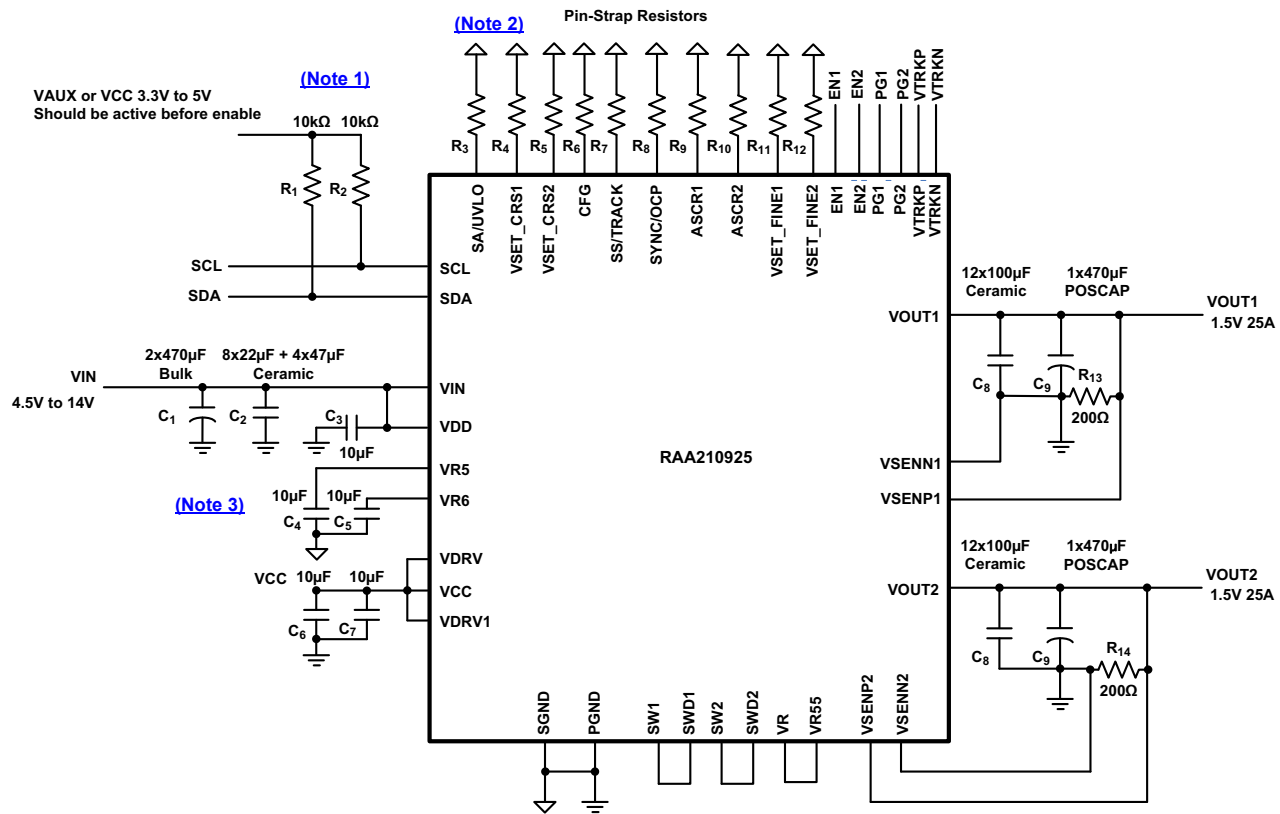 Pin-Strap Resistors
(Note 2)
(Note 1)
VAUX or VCC 3.3V to 5V
Should be active before enable
10kΩ 10kΩ
R1 R2
R3 R4 R5 R6 R7 R8 R9 R10 R11 R12
EN1 EN2 PG1 PG2 VTRKP VTRKN
SA/UVLO VSET_CRS1 VSET_CRS2 CFG SS/TRACK SYNC/OCP ASCR1 ASCR2 VSET_FINE1 VSET_FINE2 EN1 EN2 PG1 PG2 VTRKP VTRKN
SCL SCL
SDA SDA
12x100µF 1x470µF
Ceramic POSCAP
VOUT1 VOUT1
1.5V 25A
C8 C9 R13
200Ω
2x470µF 8x22µF + 4x47µF
Bulk Ceramic
VIN VIN
4.5V to 14V
C1 C2 C3
10µF
VDD
RAA210925
VSENN1
VSENP1
VR5
(Note 3)
10µF 10µF
VR6
C4 C5
12x100µF 1x470µF
Ceramic POSCAP
VDRV
VCC 10µF 10µF VCC
VDRV1
C6 C7
VOUT2 VOUT2
1.5V 25A
C8 C9 R14
200Ω
SGND PGND SW1 SWD1 SW2 SWD2 VR VR55 VSENP2 VSENN2